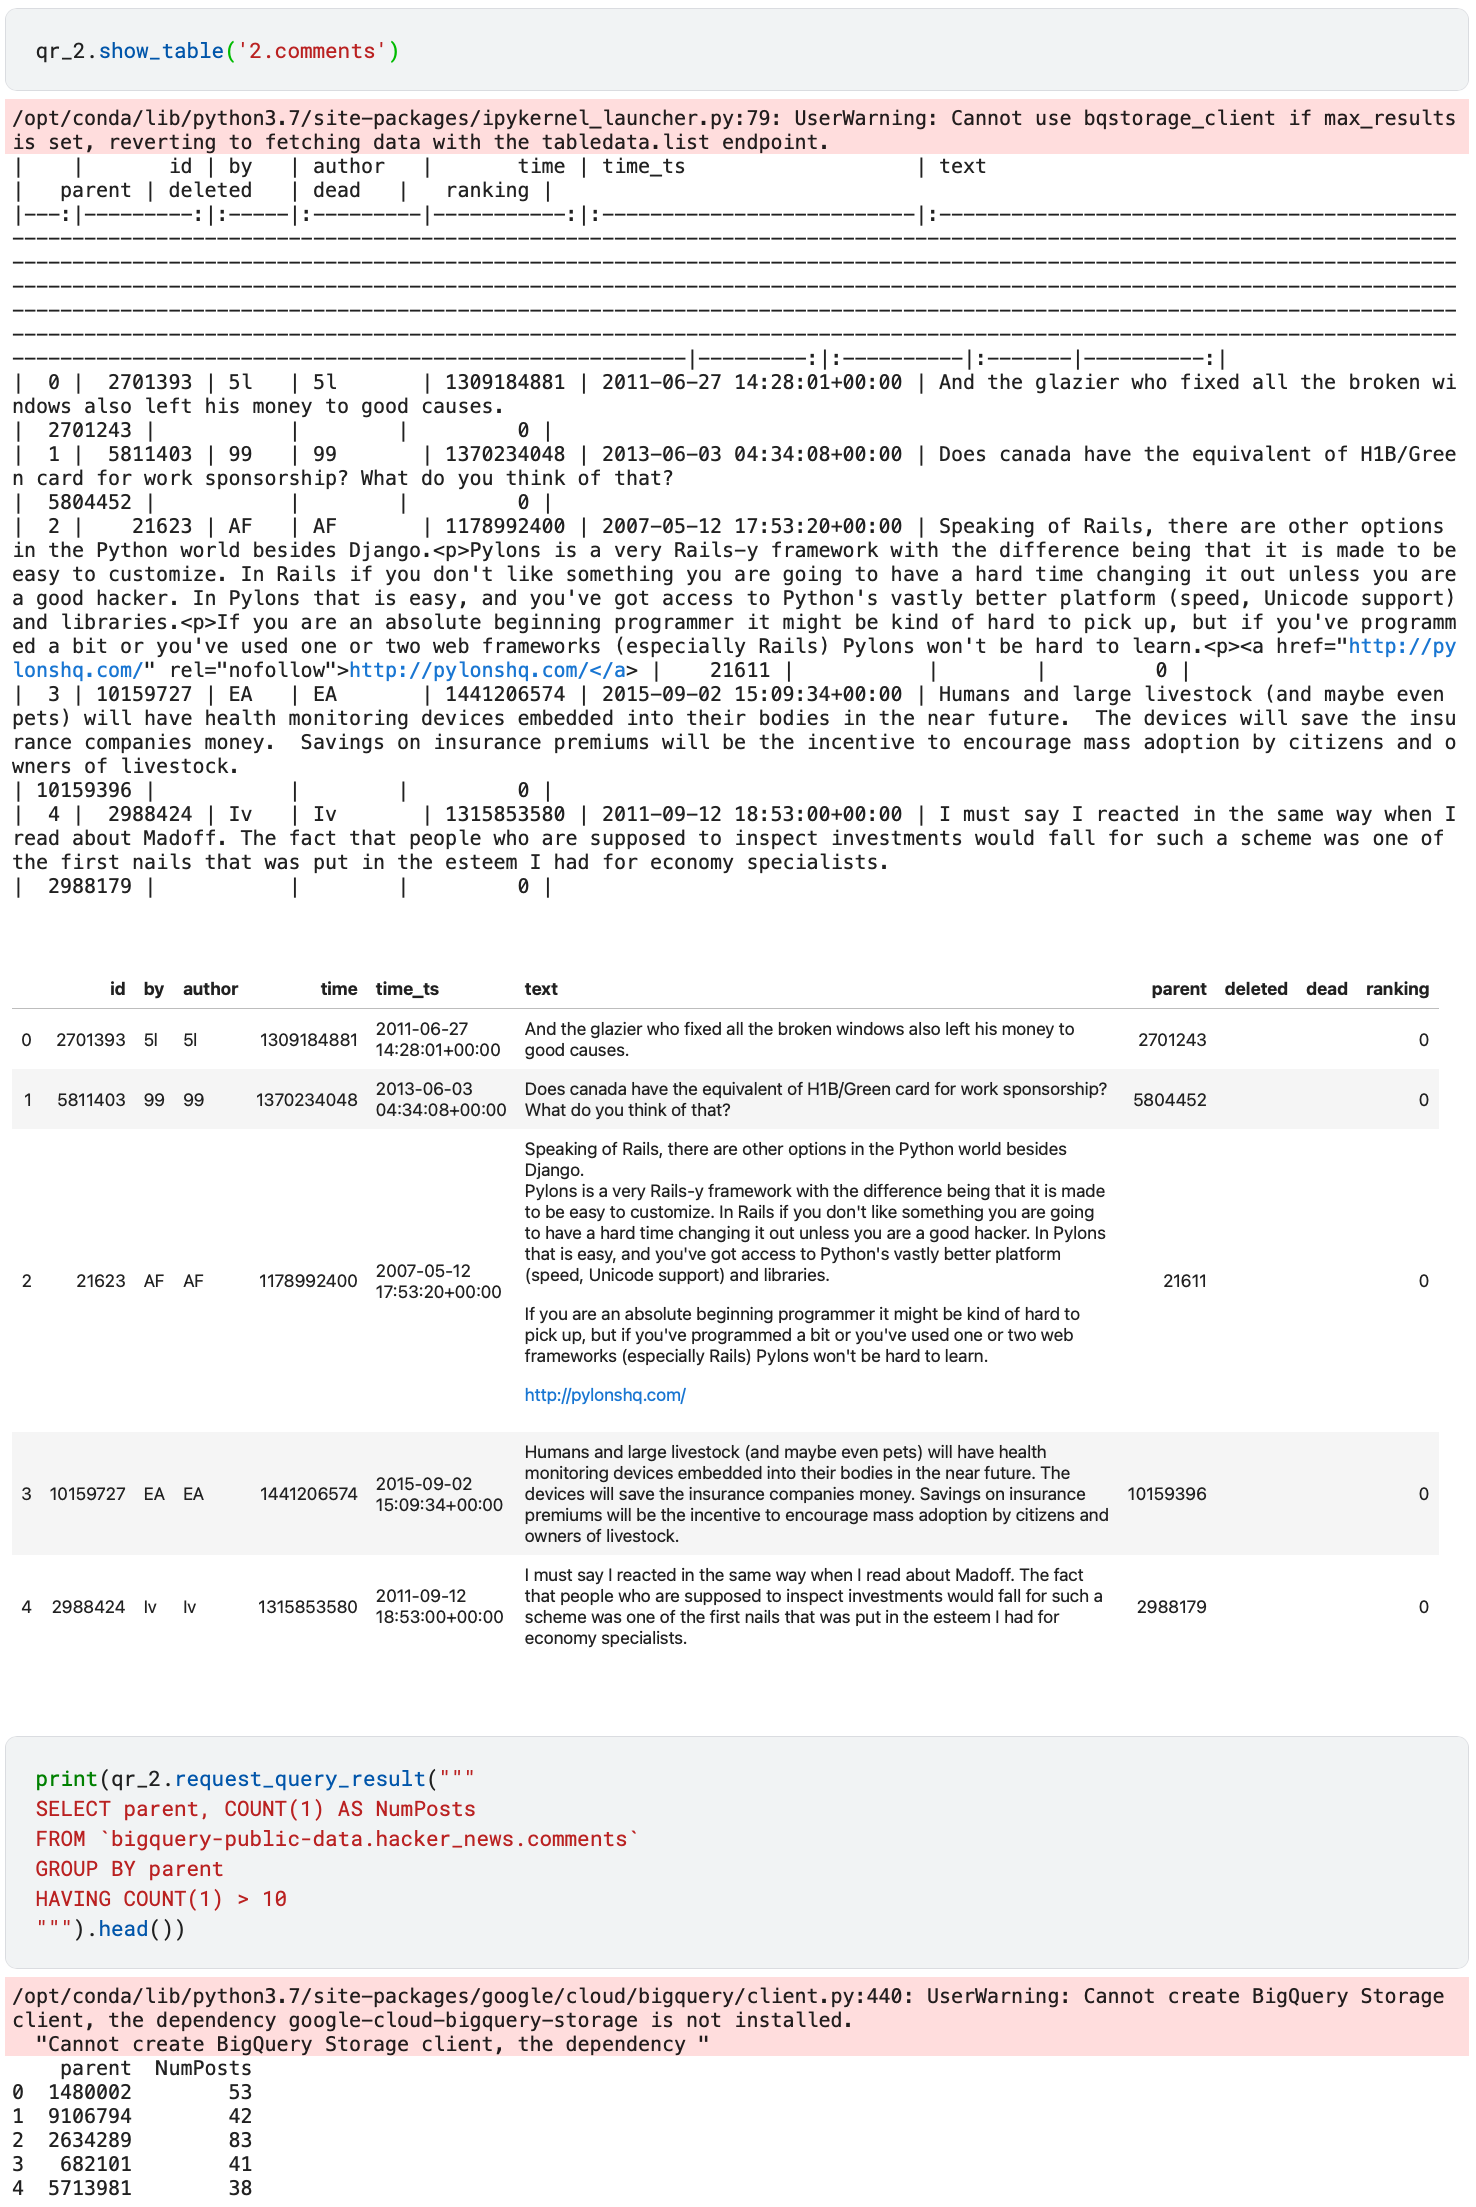 qr_2.show_table('2.comments')
/opt/conda/lib/python3.7/site-packages/ipykernel_launcher.py:79: UserWarning: Cannot use bqstorage_client if max_results
is set, reverting to fetching data with the tabledata.list endpoint.
|    |        id | by    | author   |       time | time_ts                   | text
|   parent | deleted   | dead   |   ranking |
|---:|---------:|:-----|:---------|-----------:|:--------------------------|:-------------------------------------------
------------------------------------------------------------------------------------------------------------------------
------------------------------------------------------------------------------------------------------------------------
------------------------------------------------------------------------------------------------------------------------
------------------------------------------------------------------------------------------------------------------------
------------------------------------------------------------------------------------------------------------------------
--------------------------------------------------------|---------:|:----------|:-------|----------:|
|  0 |  2701393 | 5l   | 5l       | 1309184881 | 2011-06-27 14:28:01+00:00 | And the glazier who fixed all the broken wi
ndows also left his money to good causes.
|  2701243 |           |        |         0 |
|  1 |  5811403 | 99   | 99       | 1370234048 | 2013-06-03 04:34:08+00:00 | Does canada have the equivalent of H1B/Gree
n card for work sponsorship? What do you think of that?
|  5804452 |           |        |         0 |
|  2 |    21623 | AF   | AF       | 1178992400 | 2007-05-12 17:53:20+00:00 | Speaking of Rails, there are other options
in the Python world besides Django.<p>Pylons is a very Rails-y framework with the difference being that it is made to be
easy to customize. In Rails if you don't like something you are going to have a hard time changing it out unless you are
a good hacker. In Pylons that is easy, and you've got access to Python's vastly better platform (speed, Unicode support)
and libraries.<p>If you are an absolute beginning programmer it might be kind of hard to pick up, but if you've programm
ed a bit or you've used one or two web frameworks (especially Rails) Pylons won't be hard to learn.<p><a href="http://py
lonshq.com/" rel="nofollow">http://pylonshq.com/</a> |    21611 |           |        |         0 |
|  3 | 10159727 | EA   | EA       | 1441206574 | 2015-09-02 15:09:34+00:00 | Humans and large livestock (and maybe even
pets) will have health monitoring devices embedded into their bodies in the near future.  The devices will save the insu
rance companies money.  Savings on insurance premiums will be the incentive to encourage mass adoption by citizens and o
wners of livestock.
| 10159396 |           |        |         0 |
|  4 |  2988424 | Iv   | Iv       | 1315853580 | 2011-09-12 18:53:00+00:00 | I must say I reacted in the same way when I
read about Madoff. The fact that people who are supposed to inspect investments would fall for such a scheme was one of
the first nails that was put in the esteem I had for economy specialists.
|  2988179 |           |        |         0 |
id by author time time_ts text parent deleted dead ranking
0 2701393 5l 5l 1309184881 2011-06-27 And the glazier who fixed all the broken windows also left his money to 2701243 0
14:28:01+00:00 good causes.
1 5811403 99 99 1370234048 2013-06-03 Does canada have the equivalent of H1B/Green card for work sponsorship? 5804452 0
04:34:08+00:00 What do you think of that?
Speaking of Rails, there are other options in the Python world besides
Django.
Pylons is a very Rails-y framework with the difference being that it is made
to be easy to customize. In Rails if you don't like something you are going
to have a hard time changing it out unless you are a good hacker. In Pylons
that is easy, and you've got access to Python's vastly better platform
2 21623 AF AF 1178992400 2007-05-12 17:53:20+00:00 (speed, Unicode support) and libraries. 21611 0
If you are an absolute beginning programmer it might be kind of hard to
pick up, but if you've programmed a bit or you've used one or two web
frameworks (especially Rails) Pylons won't be hard to learn.
http://pylonshq.com/
Humans and large livestock (and maybe even pets) will have health
monitoring devices embedded into their bodies in the near future. The
3 10159727 EA EA 1441206574 2015-09-02 15:09:34+00:00 devices will save the insurance companies money. Savings on insurance 10159396 0
premiums will be the incentive to encourage mass adoption by citizens and
owners of livestock.
I must say I reacted in the same way when I read about Madoff. The fact
4 2988424 Iv Iv 1315853580 2011-09-12 that people who are supposed to inspect investments would fall for such a 2988179 0
18:53:00+00:00 scheme was one of the first nails that was put in the esteem I had for
economy specialists.
print(qr_2.request_query_result("""
SELECT parent, COUNT(1) AS NumPosts
FROM `bigquery-public-data.hacker_news.comments`
GROUP BY parent
HAVING COUNT(1) > 10
""").head())
/opt/conda/lib/python3.7/site-packages/google/cloud/bigquery/client.py:440: UserWarning: Cannot create BigQuery Storage
client, the dependency google-cloud-bigquery-storage is not installed.
  "Cannot create BigQuery Storage client, the dependency "
    parent  NumPosts
0  1480002        53
1  9106794        42
2  2634289        83
3   682101        41
4  5713981        38